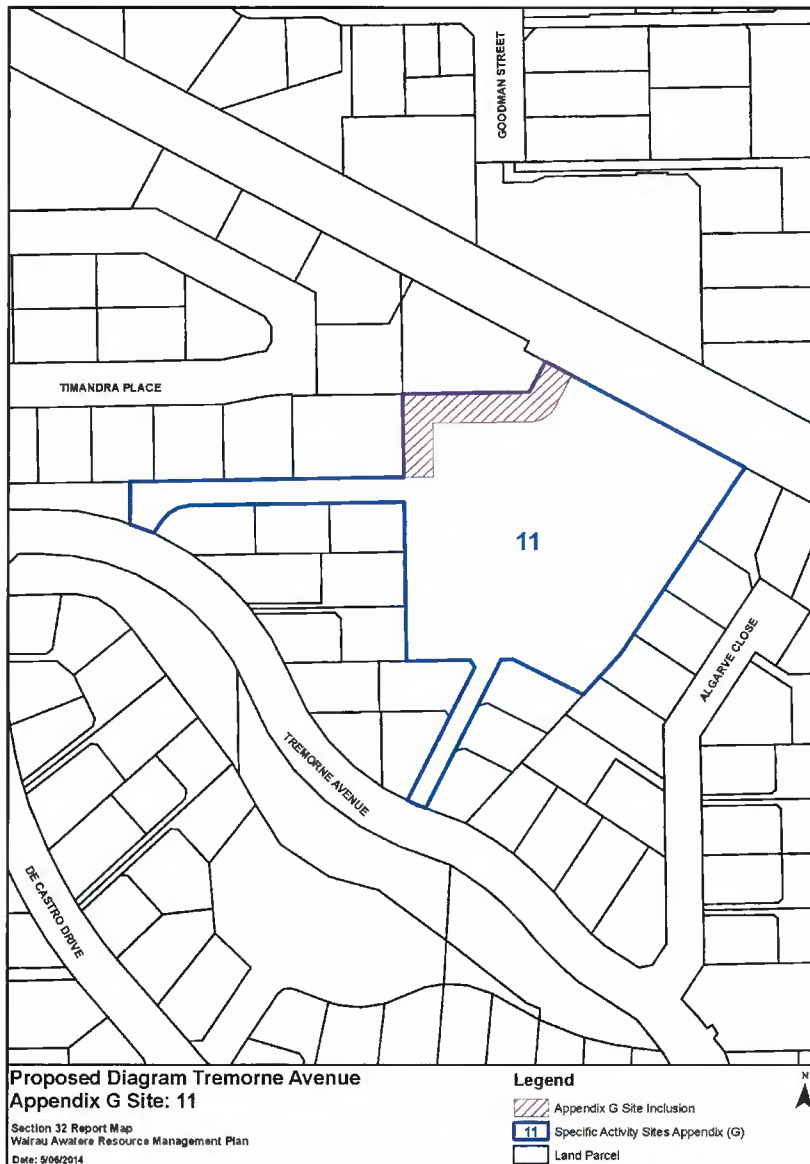 GOODMAN STREET
TIMANDRA PLACE
11
ALGARVE CLOSE
TREMORNE AVENUE
DE CASTRO DRIVE
Proposed Diagram Tremorne Avenue
Appendix G Site: 11
Section 32 Report Map
Wairau Awatere Resource Management Plan
Date: 5/06/2014
Legend
Appendix G Site Inclusion
11 Specific Activity Sites Appendix (G)
Land Parcel
N